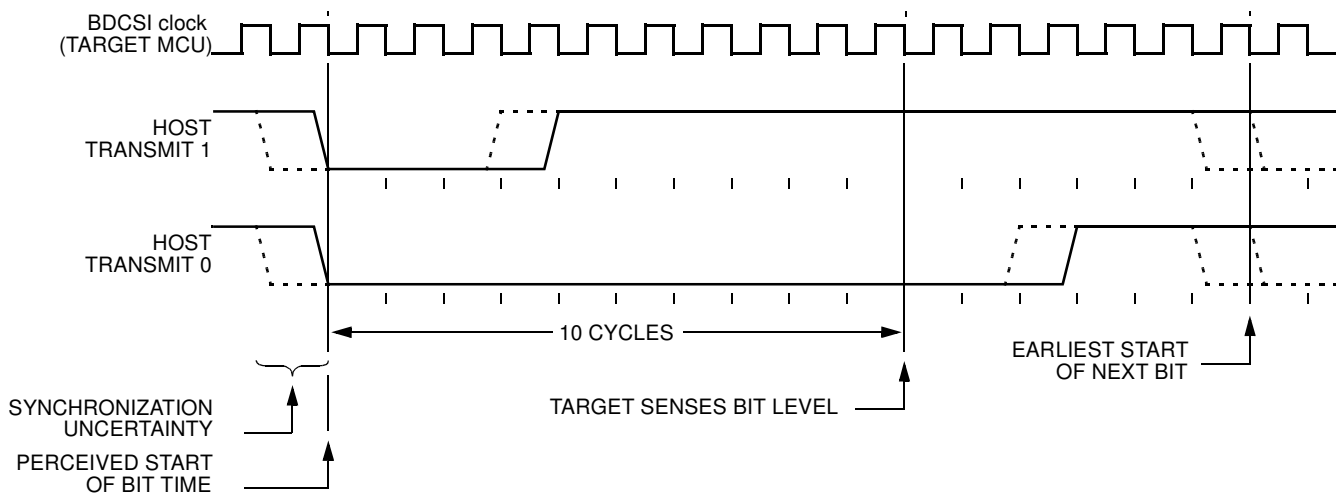 BDCSI clock
(TARGET MCU)
HOST
TRANSMIT 1
HOST
TRANSMIT 0
10 CYCLES
EARLIEST START
OF NEXT BIT
TARGET SENSES BIT LEVEL
SYNCHRONIZATION
UNCERTAINTY
PERCEIVED START
OF BIT TIME